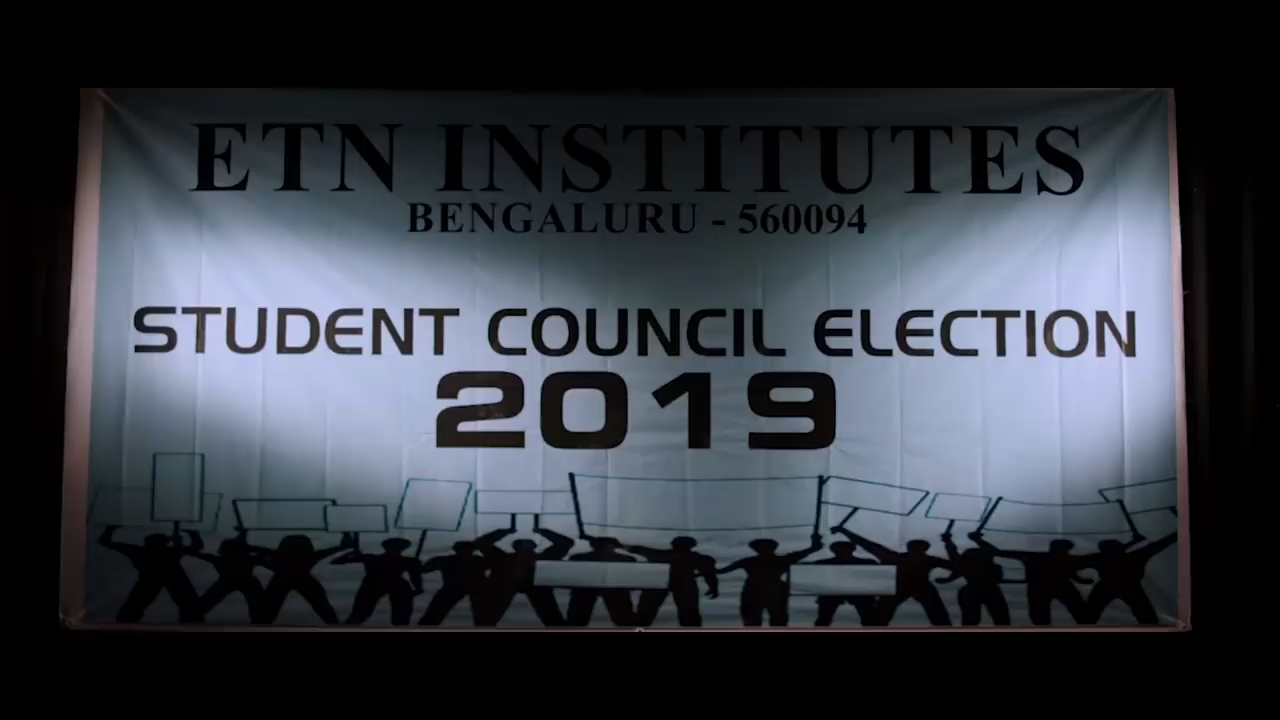 ETN INSTITUTES
BENGALURU - 560094
STUDENT COUNCIL ELECTION
2019